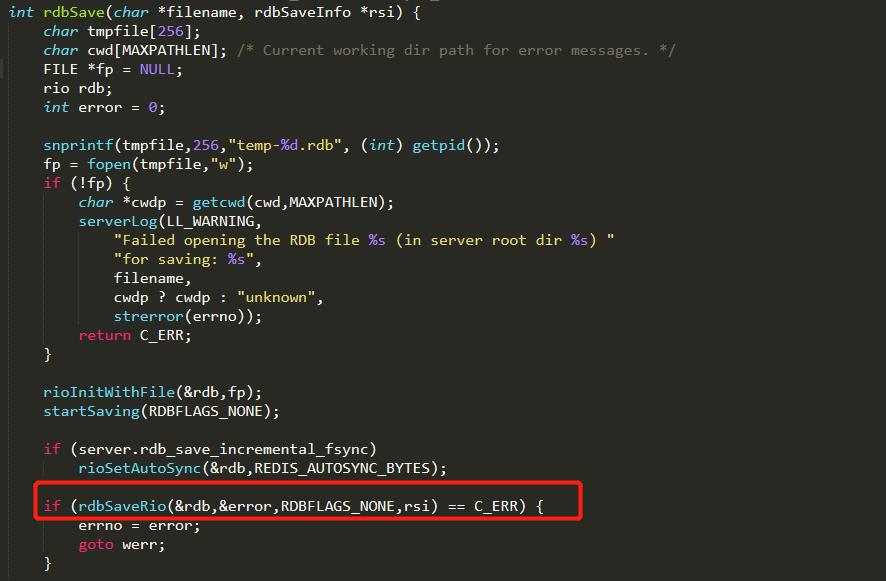 int rdbSave(char *filename, rdbSaveInfo *rsi) {
    char tmpfile[256];
    char cwd[MAXPATHLEN]; /* Current working dir path for error messages. */
    FILE *fp = NULL;
    rio rdb;
    int error = 0;

    snprintf(tmpfile,256,"temp-%d.rdb", (int) getpid());
    fp = fopen(tmpfile,"w");
    if (!fp) {
        char *cwdp = getcwd(cwd,MAXPATHLEN);
        serverLog(LL_WARNING,
            "Failed opening the RDB file %s (in server root dir %s) "
            "for saving: %s",
            filename,
            cwdp ? cwdp : "unknown",
            strerror(errno));
        return C_ERR;
    }

    rioInitWithFile(&rdb,fp);
    startSaving(RDBFLAGS_NONE);

    if (server.rdb_save_incremental_fsync)
        rioSetAutoSync(&rdb,REDIS_AUTOSYNC_BYTES);

    if (rdbSaveRio(&rdb,&error,RDBFLAGS_NONE,rsi) == C_ERR) {
        errno = error;
        goto werr;
    }